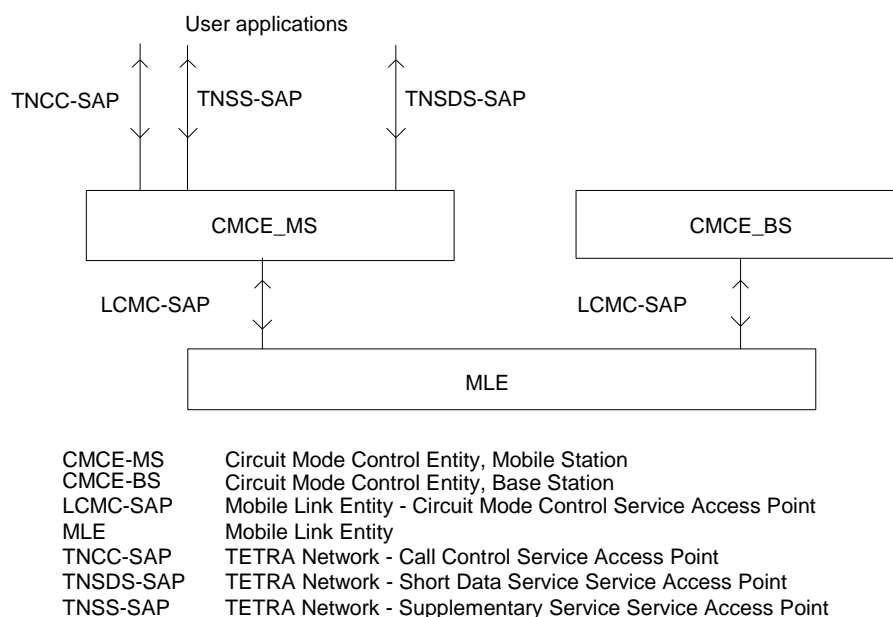 User applications
TNCC-SAP TNSS-SAP TNSDS-SAP
CMCE_MS CMCE_BS
LCMC-SAP LCMC-SAP
MLE
CMCE-MS Circuit Mode Control Entity, Mobile Station
CMCE-BS Circuit Mode Control Entity, Base Station
LCMC-SAP Mobile Link Entity - Circuit Mode Control Service Access Point
MLE Mobile Link Entity
TNCC-SAP TETRA Network - Call Control Service Access Point
TNSDS-SAP TETRA Network - Short Data Service Service Access Point
TNSS-SAP TETRA Network - Supplementary Service Service Access Point